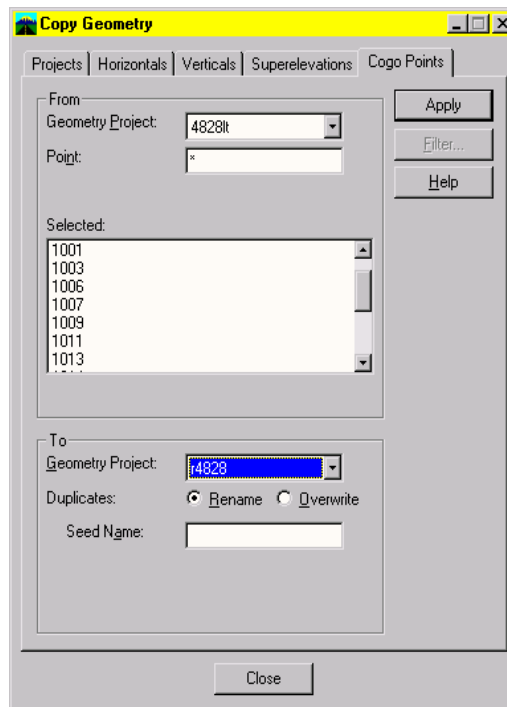 Copy Geometry
Projects Horizontals Verticals Superelevations Cogo Points
From
Geometry Project: 4828lt
Point: *
Selected:
1001
1003
1006
1007
1009
1011
1013
Apply
Filter...
Help
To
Geometry Project: r4828
Duplicates: Rename Overwrite
Seed Name:
Close